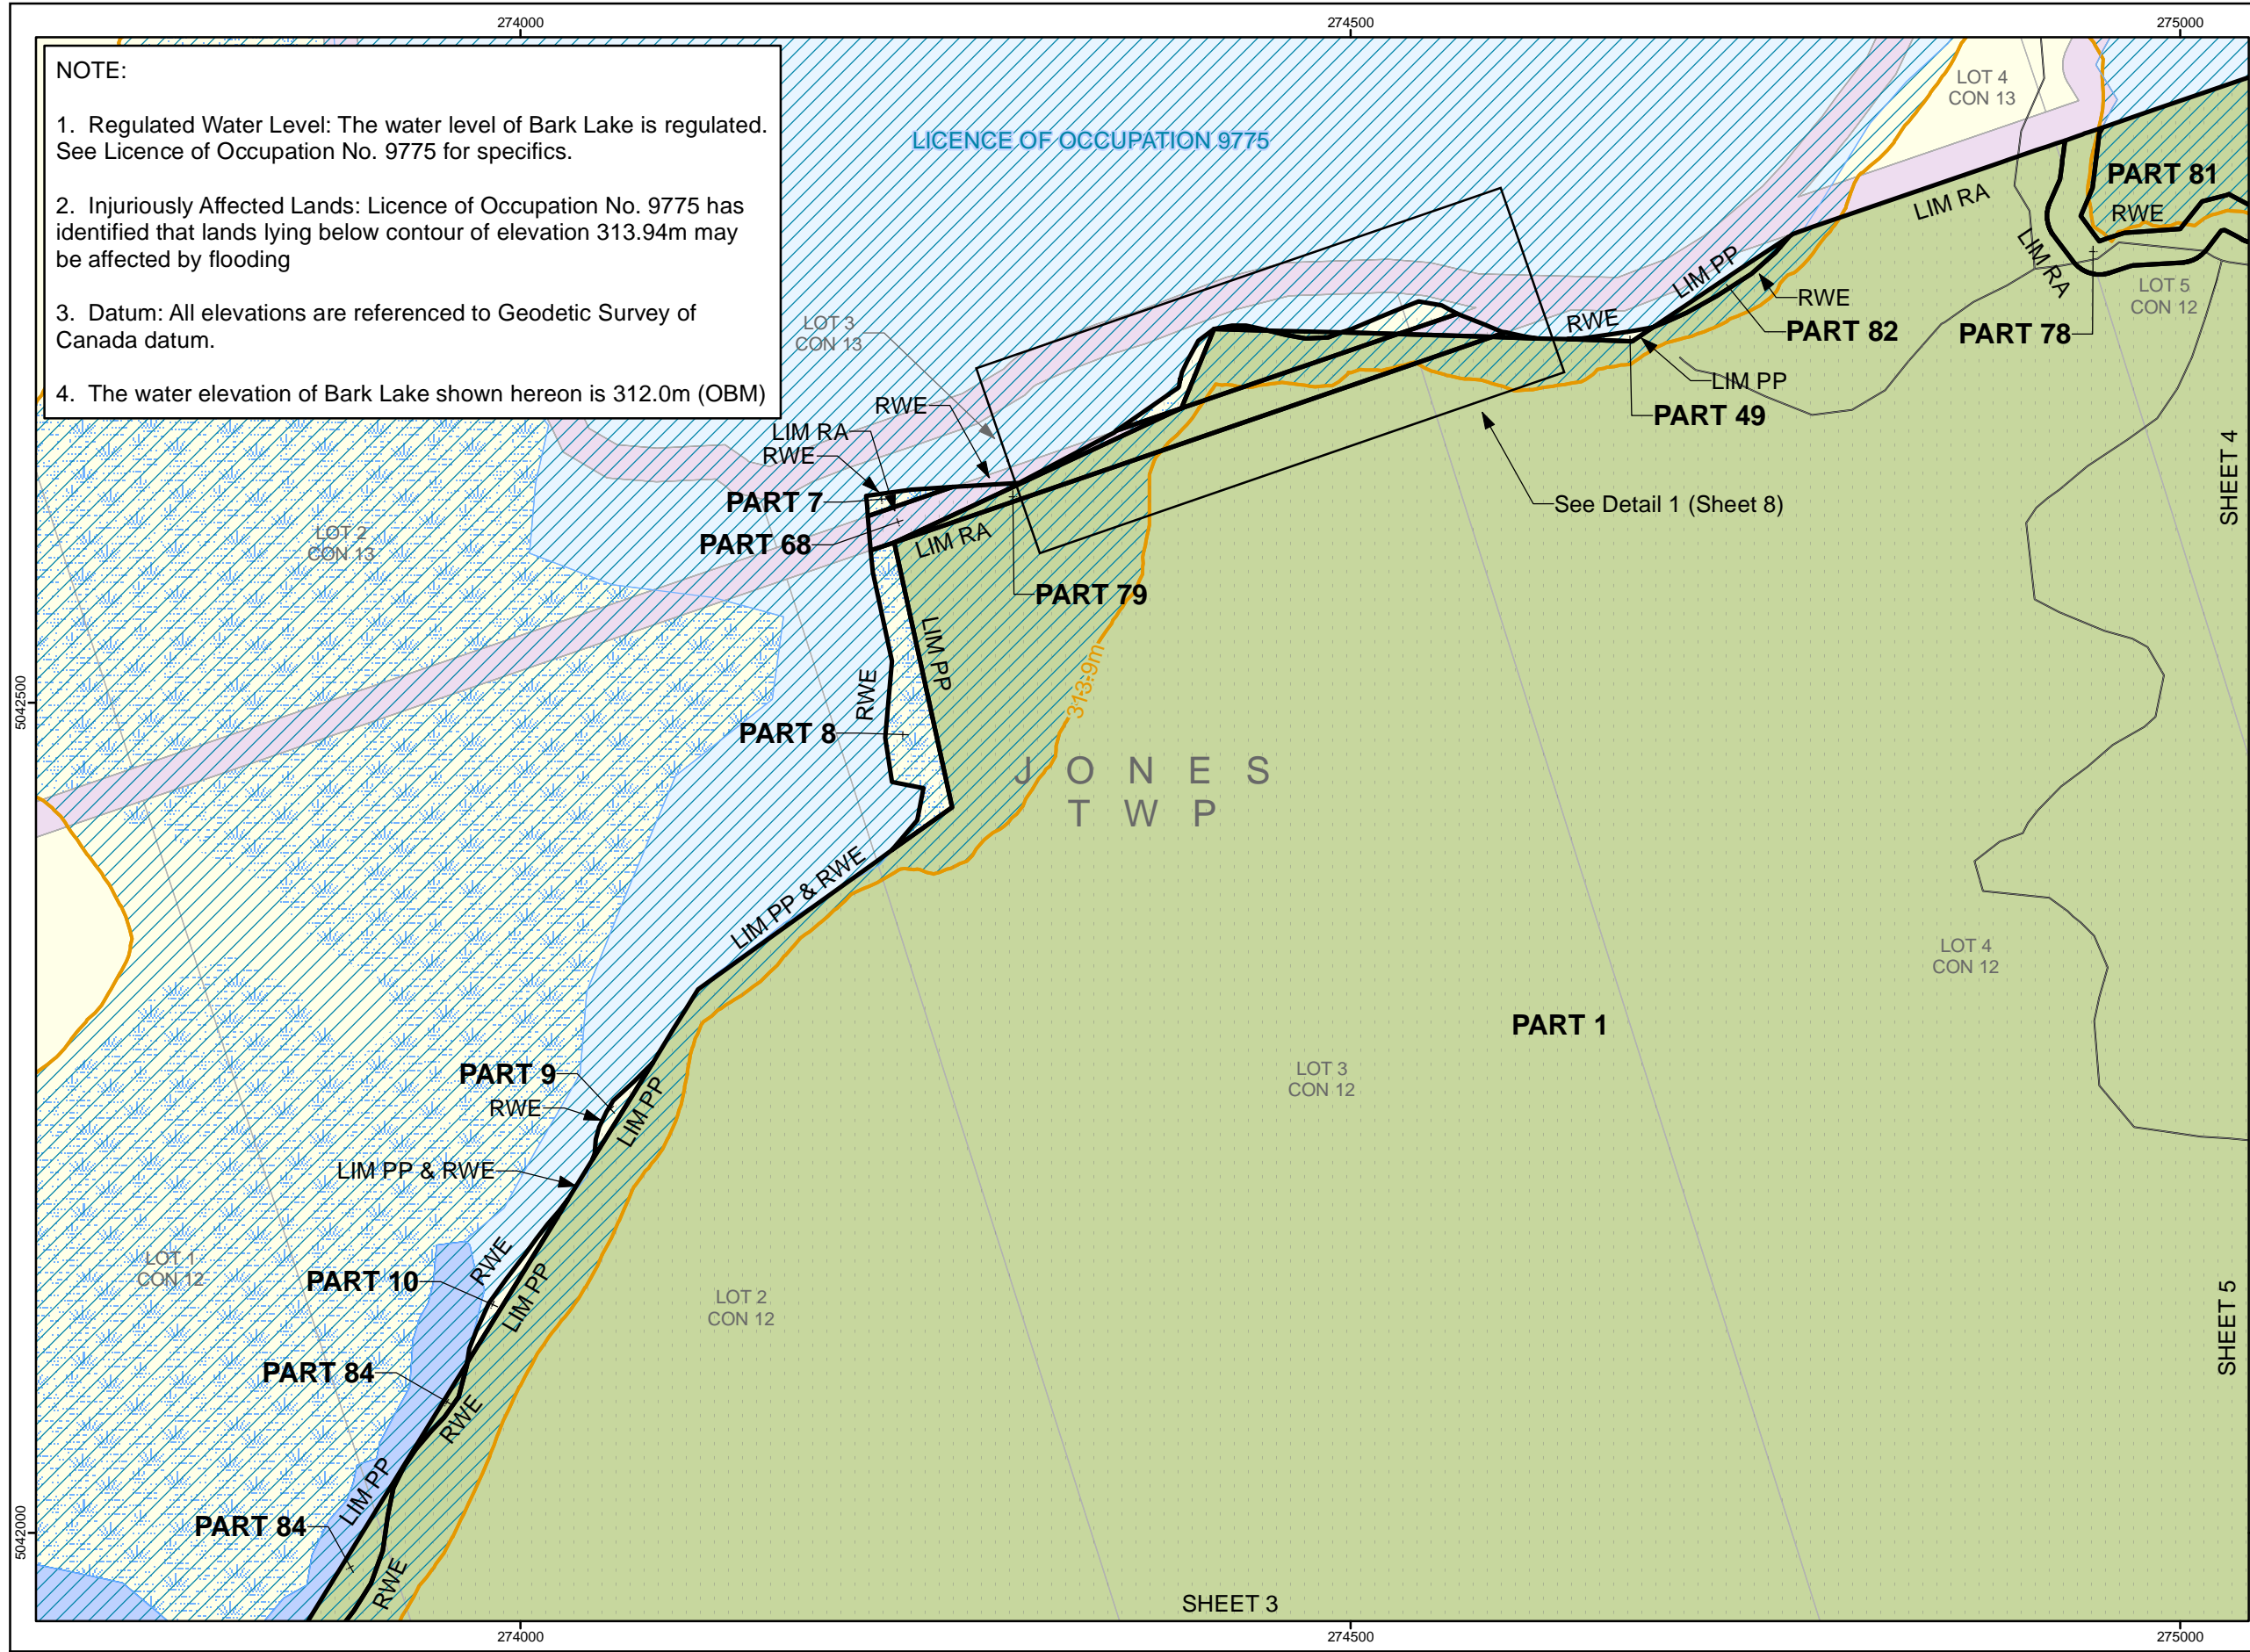 274000
274500
275000
NOTE:
1. Regulated Water Level: The water level of Bark Lake is regulated.
See Licence of Occupation No. 9775 for specifics.
2. Injuriously Affected Lands: Licence of Occupation No. 9775 has
identified that lands lying below contour of elevation 313.94m may
be affected by flooding
3. Datum: All elevations are referenced to Geodetic Survey of
Canada datum.
4. The water elevation of Bark Lake shown hereon is 312.0m (OBM)
LICENCE OF OCCUPATION 9775
LOT 4
CON 13
PART 81
RWE
LIM RA
LIM RA
LOT 5
CON 12
PART 78
LIM PP
RWE
PART 82
RWE
LIM PP
PART 49
LOT 3
CON 13
RWE
LIM RA
RWE
PART 7
PART 68
LIM RA
See Detail 1 (Sheet 8)
SHEET 4
LOT 2
CON 13
PART 79
LIM PP
RWE
313.9m
5042500
PART 8
JONES
TWP
LIM PP & RWE
LOT 4
CON 12
PART 1
PART 9
RWE
LIM PP
LOT 3
CON 12
LIM PP & RWE
LOT 1
CON 12
RWE
PART 10
LIM PP
LOT 2
CON 12
SHEET 5
PART 84
RWE
LIM PP
PART 84
RWE
5042000
SHEET 3
274000
274500
275000